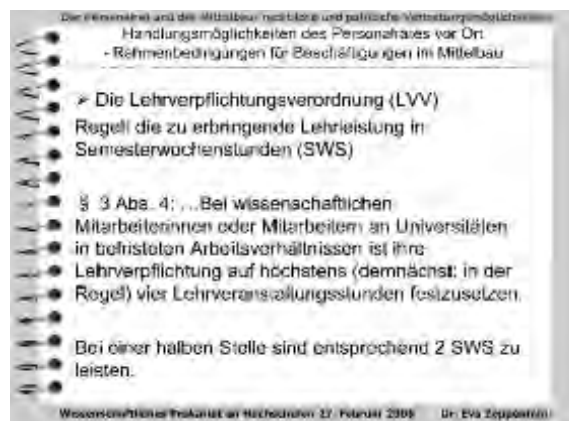 Der Personalrat und der Mittelbau: rechtliche und politische Vertretungsmöglichkeiten
Handlungsmöglichkeiten des Personalrates vor Ort
- Rahmenbedingungen für Beschäftigungen im Mittelbau
➢ Die Lehrverpflichtungsverordnung (LVV)
Regelt die zu erbringende Lehrleistung in
Semesterwochenstunden (SWS)
§ 3 Abs. 4: …Bei wissenschaftlichen
Mitarbeiterinnen oder Mitarbeitern an Universitäten
in befristeten Arbeitsverhältnissen ist ihre
Lehrverpflichtung auf höchstens (demnächst: in der
Regel) vier Lehrveranstaltungsstunden festzusetzen.
Bei einer halben Stelle sind entsprechend 2 SWS zu
leisten.
Wissenschaftliches Prekariat an Hochschulen 27. Februar Dr. Eva